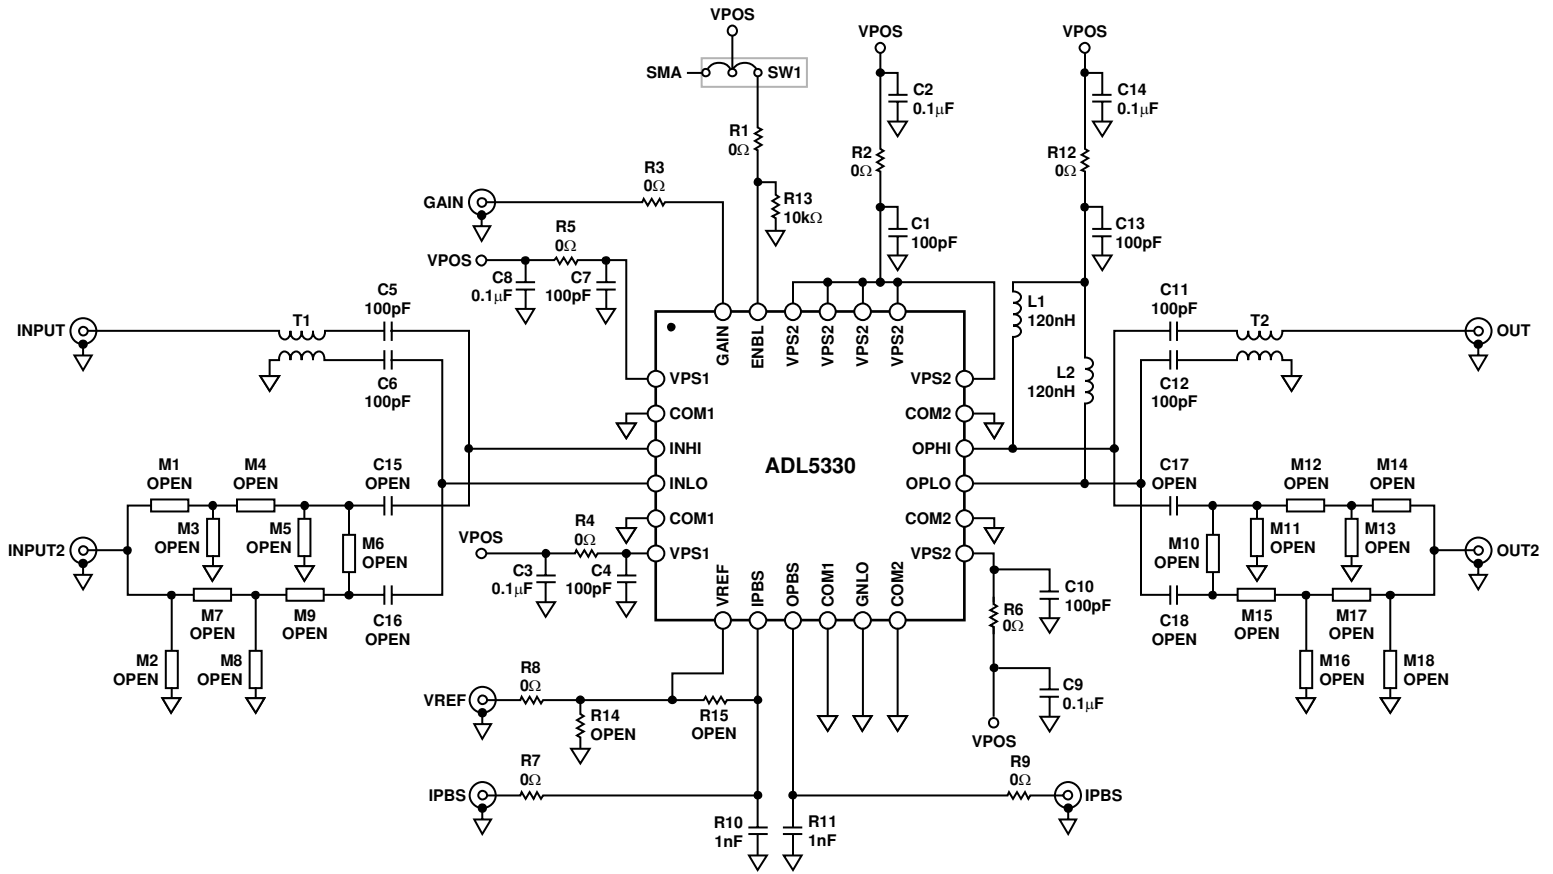 VPOS
SMA
SW1
R1
0Ω
R13
10kΩ
VPOS
C2
0.1μF
R2
0Ω
C1
100pF
VPOS
C14
0.1μF
R12
0Ω
C13
100pF
GAIN
R3
0Ω
VPOS
R5
0Ω
C8
0.1μF
C7
100pF
INPUT
T1
C5
100pF
C6
100pF
L1
120nH
L2
120nH
C11
100pF
C12
100pF
T2
OUT
GAIN
ENBL
VPS2
VPS2
VPS2
VPS2
VPS1
COM1
INHI
INLO
COM1
VPS1
ADL5330
VPS2
COM2
OPHI
OPLO
COM2
VPS2
VREF
IPBS
OPBS
COM1
GNLO
COM2
INPUT2
M1
OPEN
M4
OPEN
C15
OPEN
M3
OPEN
M5
OPEN
M6
OPEN
M7
OPEN
M9
OPEN
C16
OPEN
M2
OPEN
M8
OPEN
VPOS
R4
0Ω
C3
0.1μF
C4
100pF
C17
OPEN
M12
OPEN
M14
OPEN
M10
OPEN
M11
OPEN
M13
OPEN
OUT2
C18
OPEN
M15
OPEN
M17
OPEN
M16
OPEN
M18
OPEN
C10
100pF
R6
0Ω
C9
0.1μF
VPOS
VREF
R8
0Ω
R14
OPEN
R15
OPEN
IPBS
R7
0Ω
R10
1nF
R11
1nF
R9
0Ω
IPBS